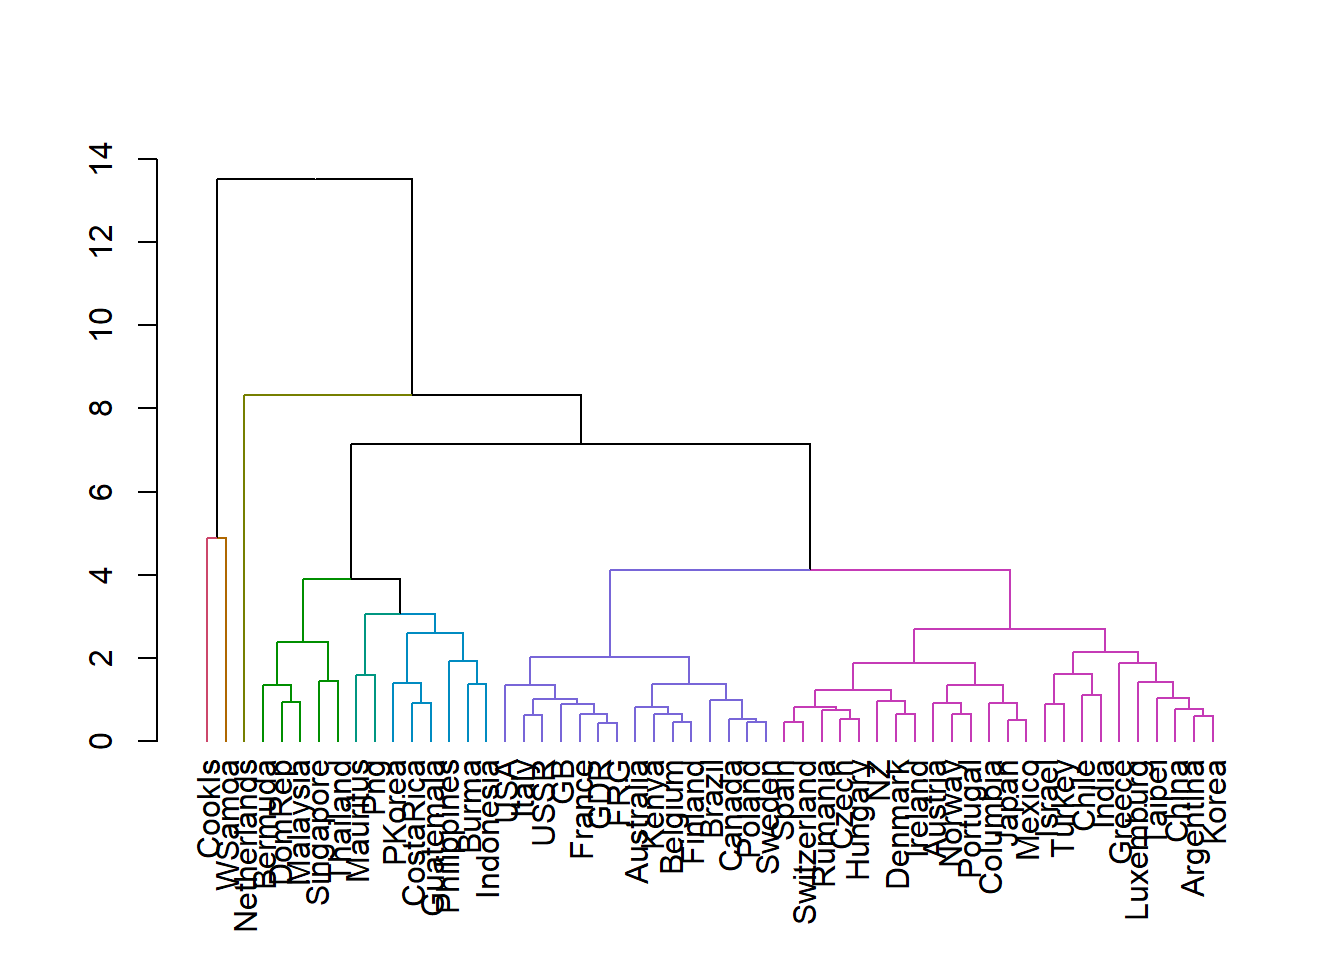 14
12
10
8
6
4
2
0
CookIs
WSamoa
Netherlands
Bermuda
DomRep
Malaysia
Singapore
Thailand
Mauritius
Png
PKorea
CostaRica
Guatemala
Philippines
Burma
Indonesia
USA
Italy
USSR
GB
France
GDR
FRG
Australia
Kenya
Belgium
Finland
Brazil
Canada
Poland
Sweden
Spain
Switzerland
Rumania
Czech
Hungary
NZ
Denmark
Ireland
Austria
Norway
Portugal
Columbia
Japan
Mexico
Israel
Turkey
Chile
India
Greece
Luxemburg
Taipei
China
Argentina
Korea